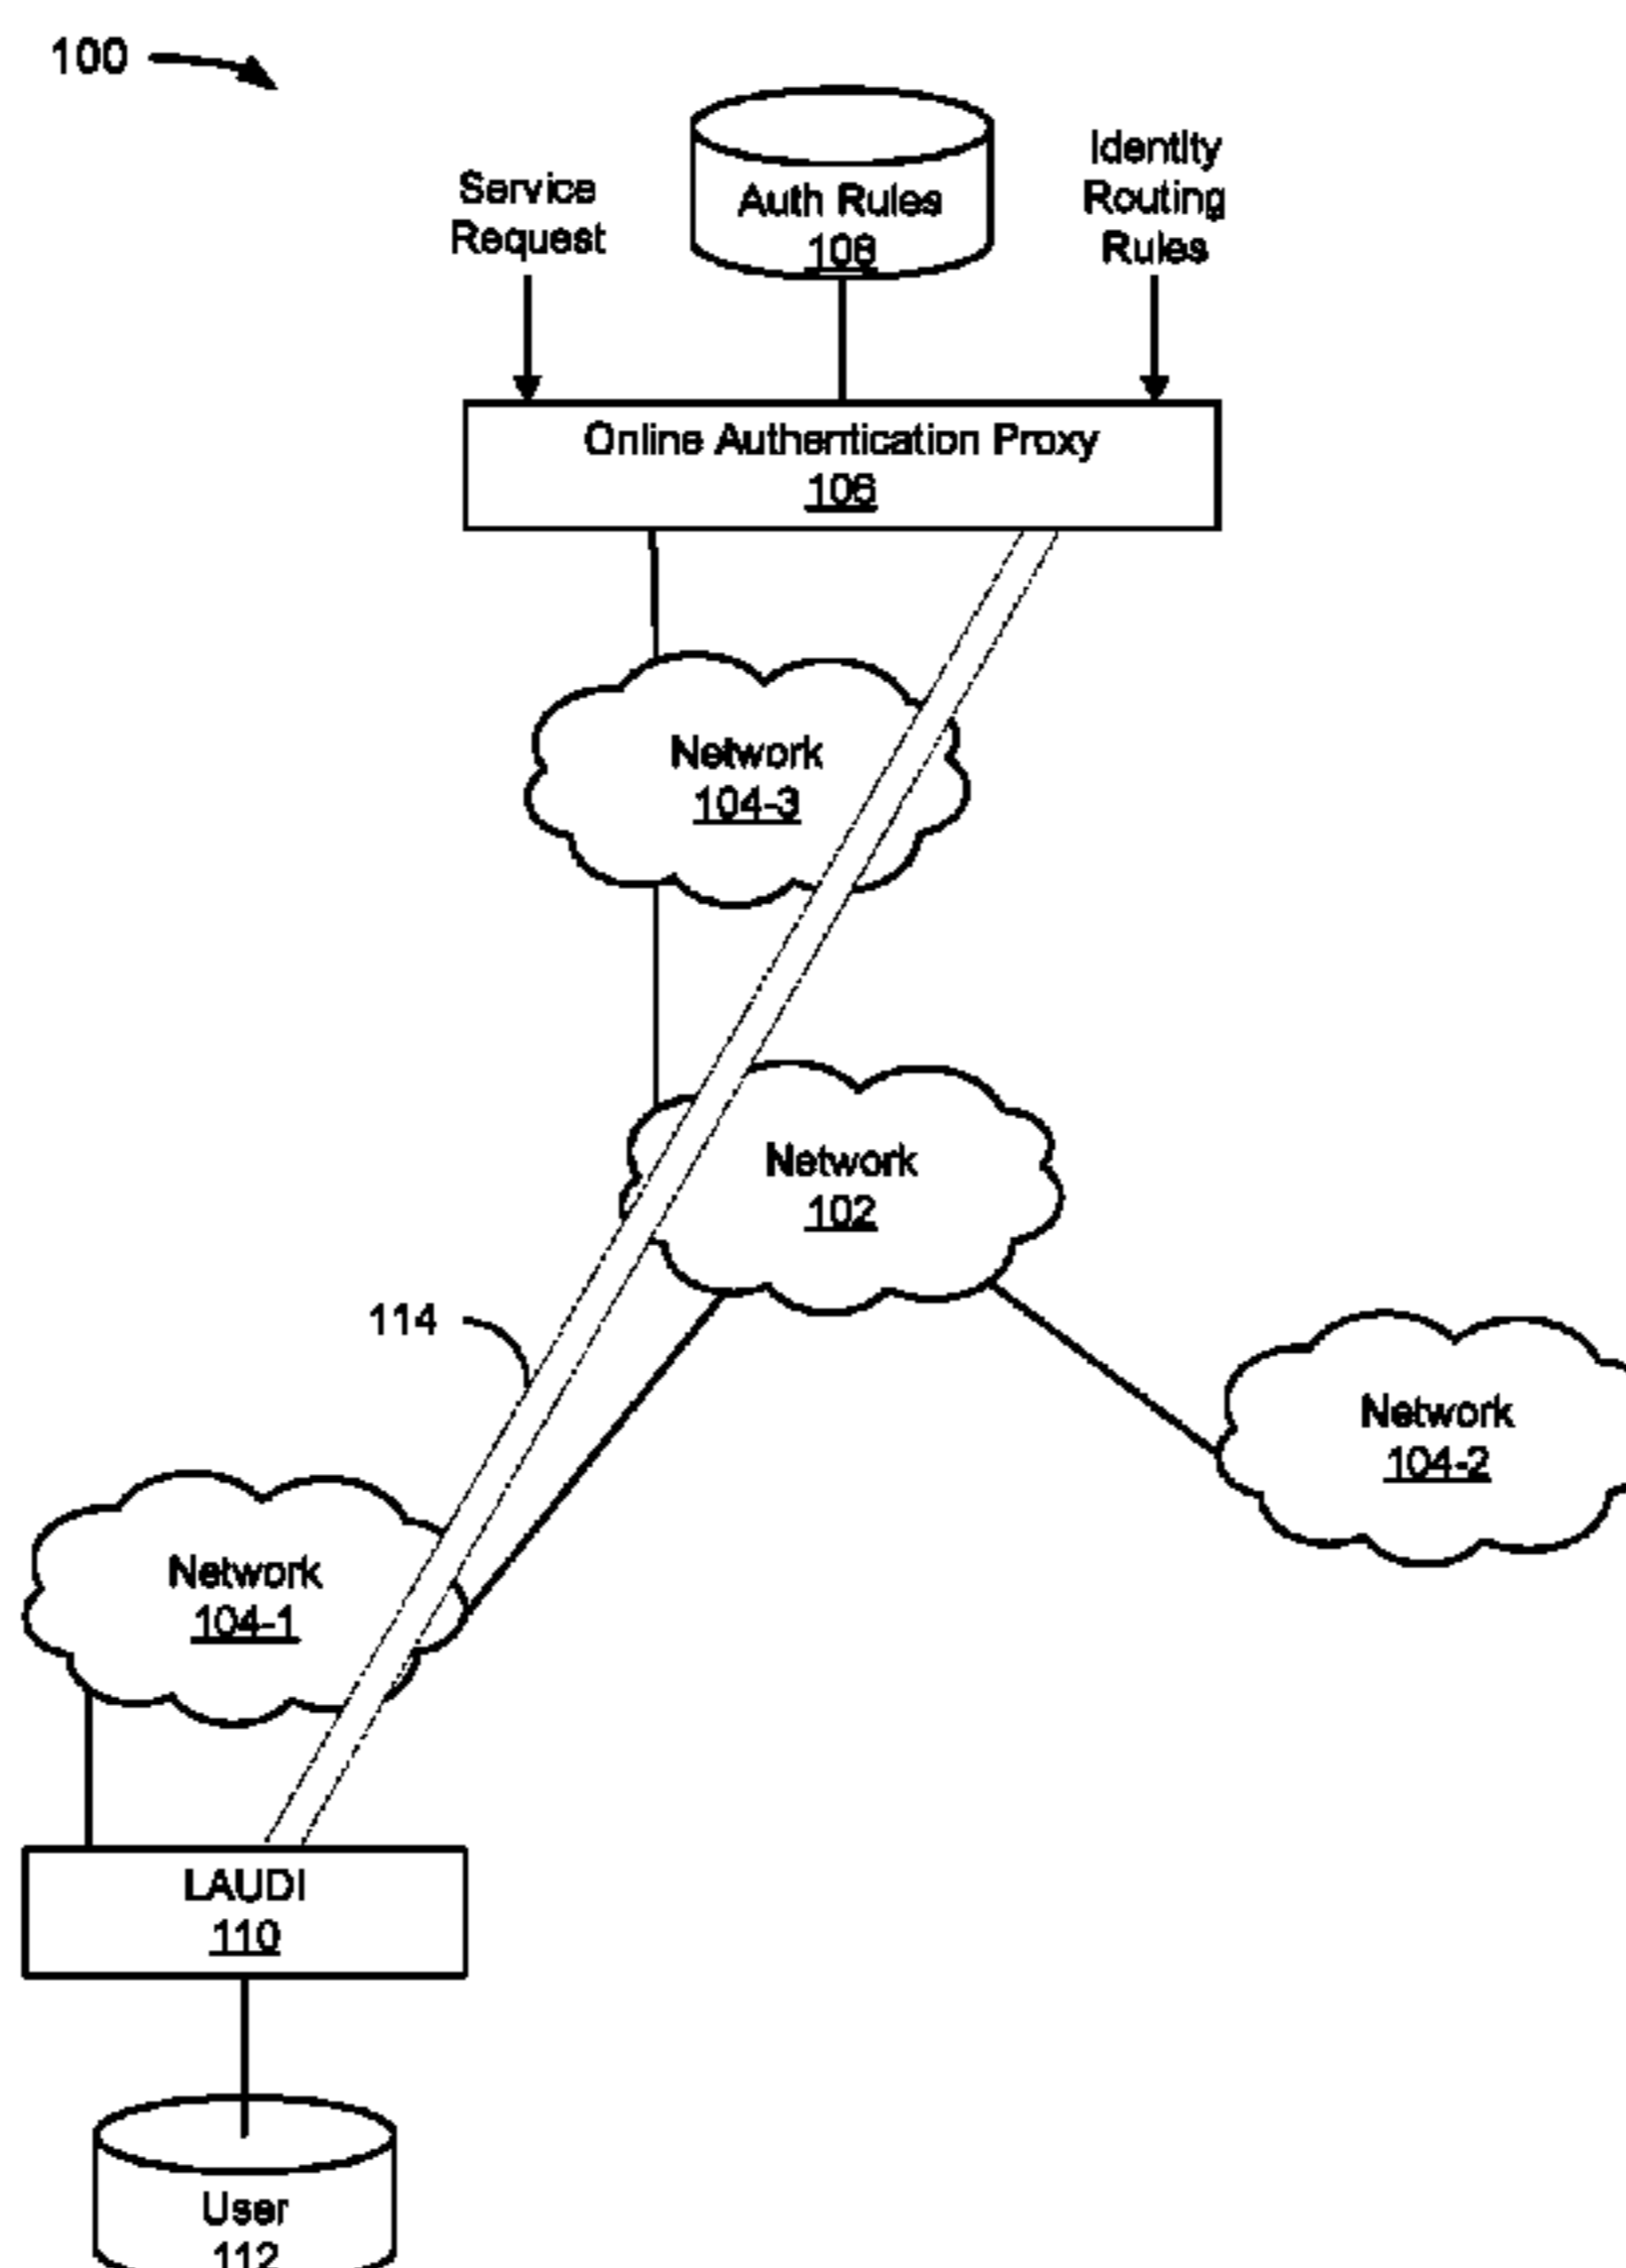 100
Service
Request
Auth Rules
108
Identity
Routing
Rules
Online Authentication Proxy
106
Network
104-3
Network
102
114
Network
104-2
Network
104-1
LAUDI
110
User
112